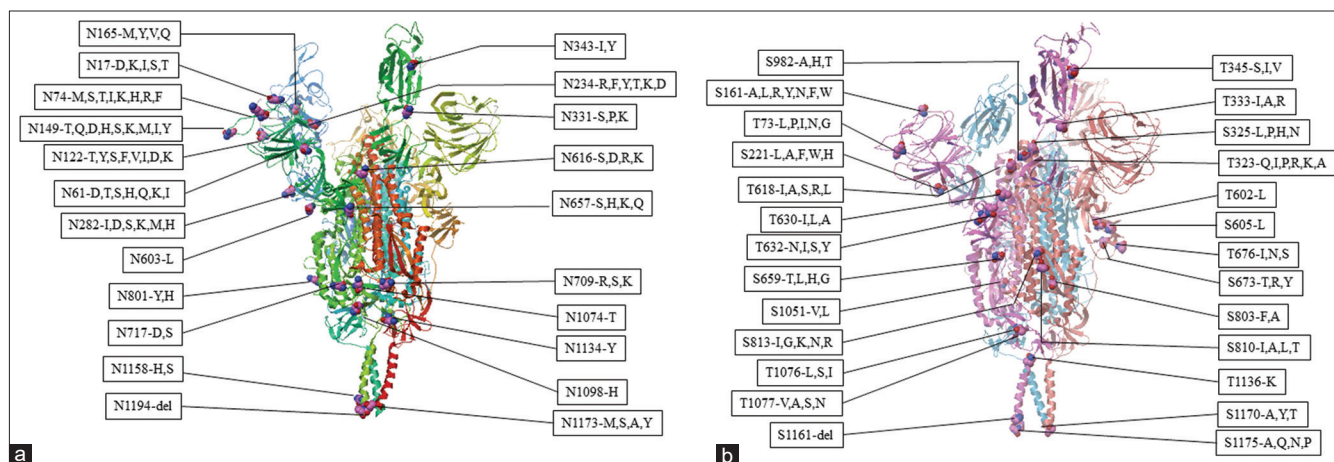 N165-M,Y,V,Q
N17-D,K,I,S,T
N74-M,S,T,I,K,H,R,F
N149-T,Q,D,H,S,K,M,I,Y
N122-T,Y,S,F,V,I,D,K
N61-D,T,S,H,Q,K,I
N282-I,D,S,K,M,H
N603-L
N801-Y,H
N717-D,S
N1158-H,S
N1194-del
N343-I,Y
N234-R,F,Y,T,K,D
N331-S,P,K
N616-S,D,R,K
N657-S,H,K,Q
N709-R,S,K
N1074-T
N1134-Y
N1098-H
N1173-M,S,A,Y
a
S982-A,H,T
S161-A,L,R,Y,N,F,W
T73-L,P,I,N,G
S221-L,A,F,W,H
T618-I,A,S,R,L
T630-I,L,A
T632-N,I,S,Y
S659-T,L,H,G
S1051-V,L
S813-I,G,K,N,R
T1076-L,S,I
T1077-V,A,S,N
S1161-del
T345-S,I,V
T333-I,A,R
S325-L,P,H,N
T323-Q,I,P,R,K,A
T602-L
S605-L
T676-I,N,S
S673-T,R,Y
S803-F,A
S810-I,A,L,T
T1136-K
S1170-A,Y,T
S1175-A,Q,N,P
b